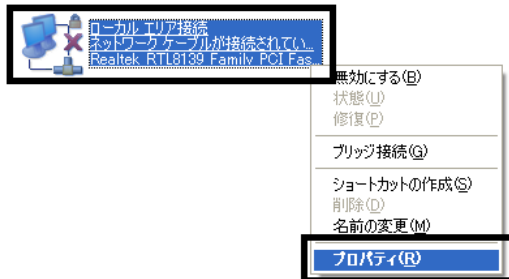 ローカル エリア接続
ネットワーク ケーブルが接続されてい...
Realtek RTL8139 Family PCI Fas...
無効にする(B)
状態(U)
修復(P)
ブリッジ接続(G)
ショートカットの作成(S)
削除(D)
名前の変更(M)
プロパティ(R)